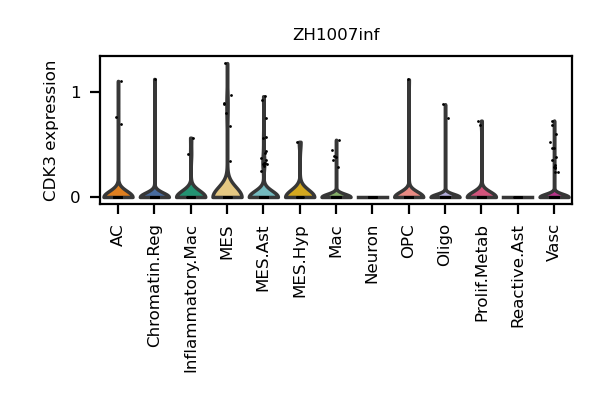 ZH1007inf
CDK3 expression
1
0
AC
Chromatin.Reg
Inflammatory.Mac
MES
MES.Ast
MES.Hyp
Mac
Neuron
OPC
Oligo
Prolif.Metab
Reactive.Ast
Vasc